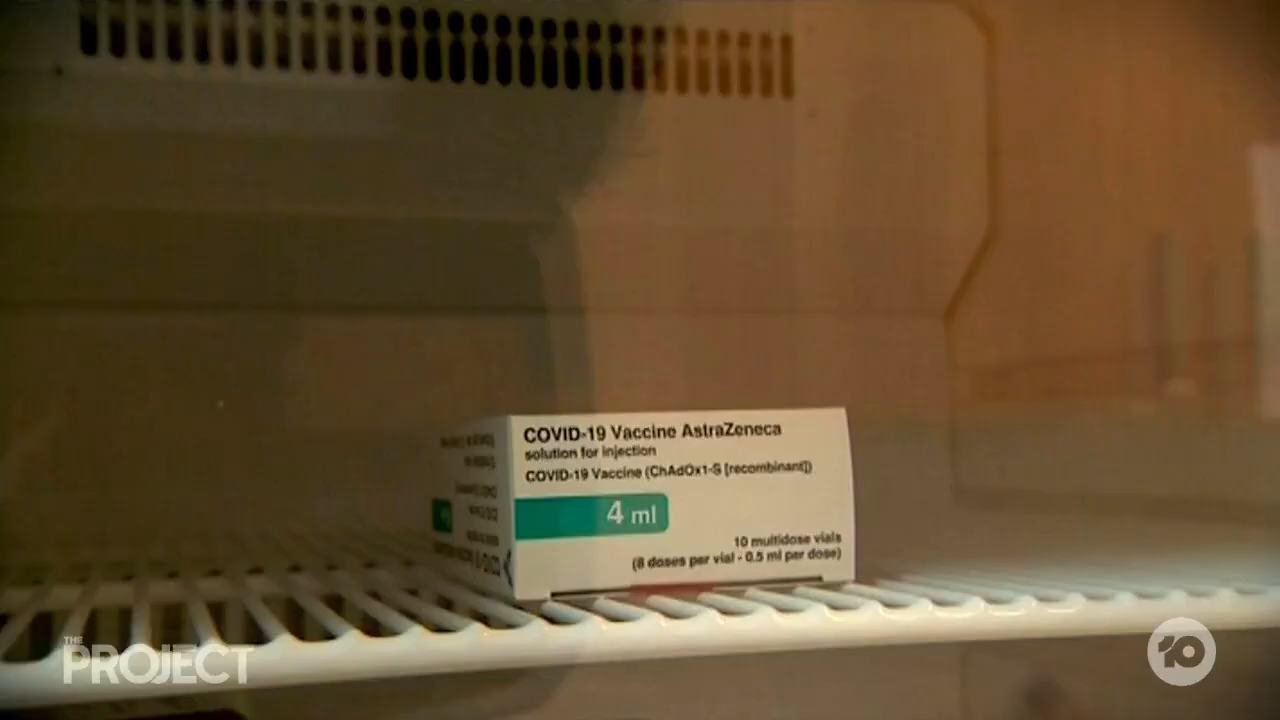 COVID-19 Vaccine AstraZeneca
solution for injection
COVID-19 Vaccine (ChAdOx1-S [recombinant])
4 ml
10 multidose vials
(8 doses per vial - 0.5 ml per dose)
THE
PROJECT
10